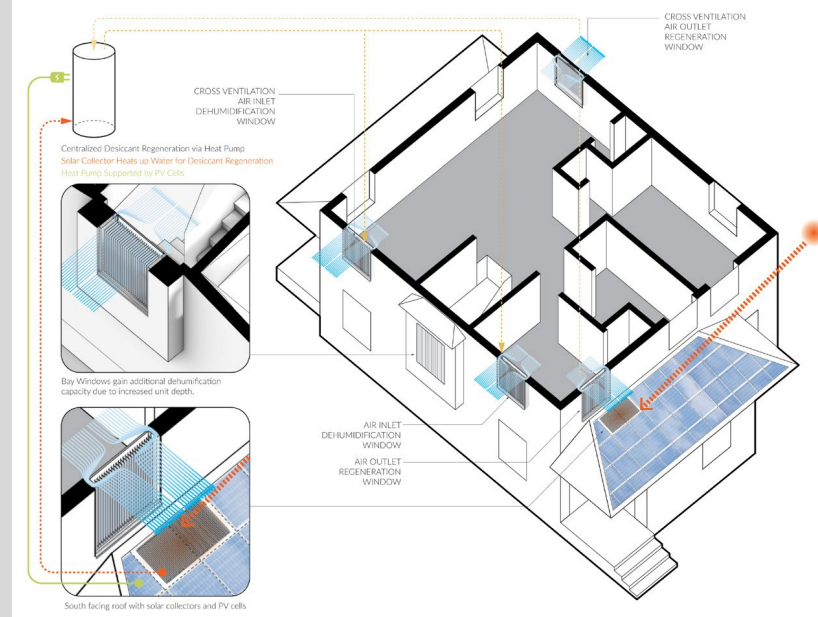 CROSS VENTILATION
AIR OUTLET
REGENERATION
WINDOW
CROSS VENTILATION
AIR INLET
DEHUMIDIFICATION
WINDOW
Centralized Desiccant Regeneration via Heat Pump
Solar Collector Heats up Water for Desiccant Regeneration
Heat Pump Supported by PV Cells
Bay Windows gain additional dehumification
capacity due to increased unit depth.
AIR INLET
DEHUMIDIFICATION
WINDOW
AIR OUTLET
REGENERATION
WINDOW
South facing roof with solar collectors and PV cells